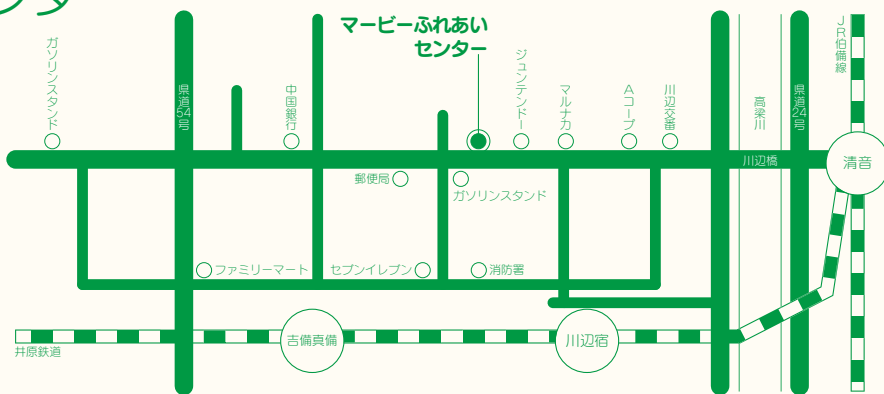 マービーふれあい
センター
ガソリンスタンド
県道54号
中国銀行
ジュンテンドー
マルナカ
Aコープ
川辺交番
高梁川
県道24号
JR伯備線
川辺橋
清音
郵便局
ガソリンスタンド
ファミリーマート
セブンイレブン
消防署
井原鉄道
吉備真備
川辺宿